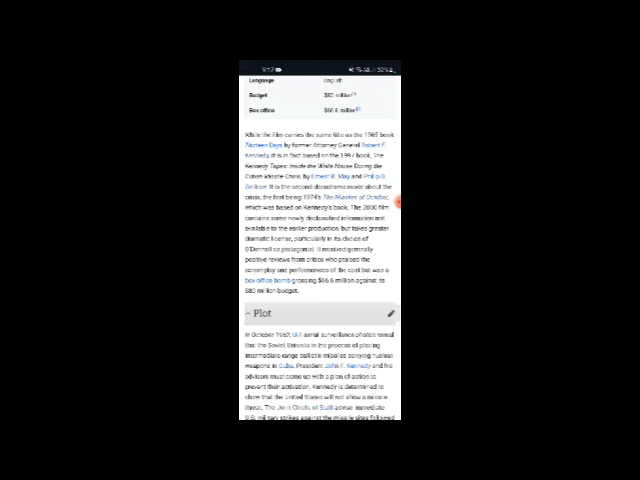 9:17
Language English
Budget $80 million[2]
Box office $66.6 million[2]
While the film carries the same title as the 1969 book
Thirteen Days by former Attorney General Robert F.
Kennedy, it is in fact based on the 1997 book, The
Kennedy Tapes: Inside the White House During the
Cuban Missile Crisis, by Ernest R. May and Philip D.
Zelikow. It is the second docudrama made about the
crisis, the first being 1974's The Missiles of October,
which was based on Kennedy's book. The 2000 film
contains some newly declassified information not
available to the earlier production, but takes greater
dramatic license, particularly in its choice of
O'Donnell as protagonist. It received generally
positive reviews from critics who praised the
screenplay and performances of the cast but was a
box-office bomb grossing $66.6 million against its
$80 million budget.
Plot
In October 1962, U-2 aerial surveillance photos reveal
that the Soviet Union is in the process of placing
intermediate-range ballistic missiles carrying nuclear
weapons in Cuba. President John F. Kennedy and his
advisors must come up with a plan of action to
prevent their activation. Kennedy is determined to
show that the United States will not allow a missile
threat. The Joint Chiefs of Staff advise immediate
U.S. military strikes against the missile sites followed